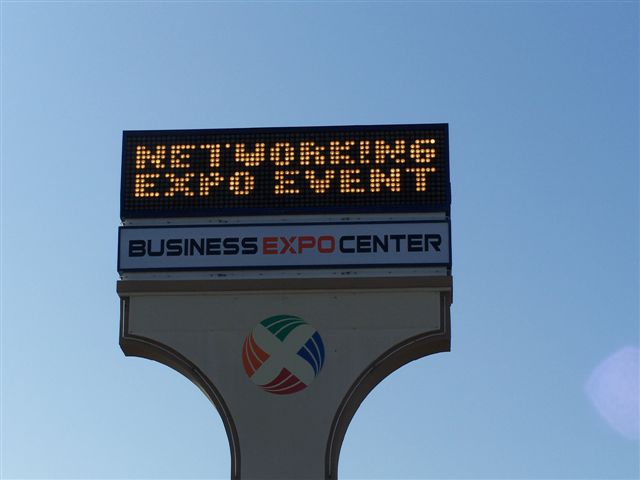 NETWORKING
EXPO EVENT
BUSINESS EXPO CENTER